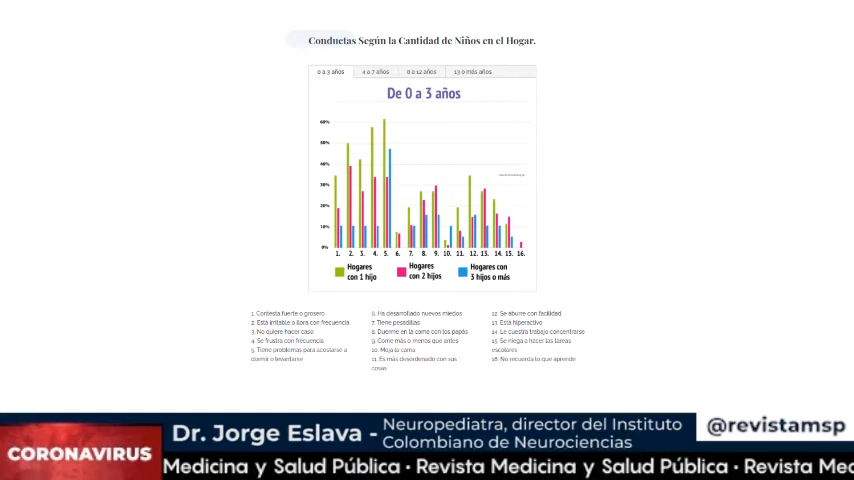 Conductas Según la Cantidad de Niños en el Hogar.
0 a 3 años
4 a 7 años
8 a 12 años
13 o más años
De 0 a 3 años
60%
50%
40%
30%
20%
10%
0%
1. 2. 3. 4. 5. 6. 7. 8. 9. 10. 11. 12. 13. 14. 15. 16.
Hogares
con 1 hijo
Hogares
con 2 hijos
Hogares con
3 hijos o más
1. Contesta fuerte o grosero
2. Está irritable o llora con frecuencia
3. No quiere hacer caso
4. Se frustra con frecuencia
5. Tiene problemas para acostarse a
dormir o levantarse
6. Ha desarrollado nuevos miedos
7. Tiene pesadillas
8. Duerme en la cama con los papás
9. Come más o menos que antes
10. Moja la cama
11. Es más desordenado con sus
cosas
12. Se aburre con facilidad
13. Está hiperactivo
14. Le cuesta trabajo concentrarse
15. Se niega a hacer las tareas
escolares
16. No recuerda lo que aprende
CORONAVIRUS
Dr. Jorge Eslava -
Neuropediatra, director del Instituto
Colombiano de Neurociencias
@revistamsp
Medicina y Salud Pública • Revista Medicina y Salud Pública • Revista Me